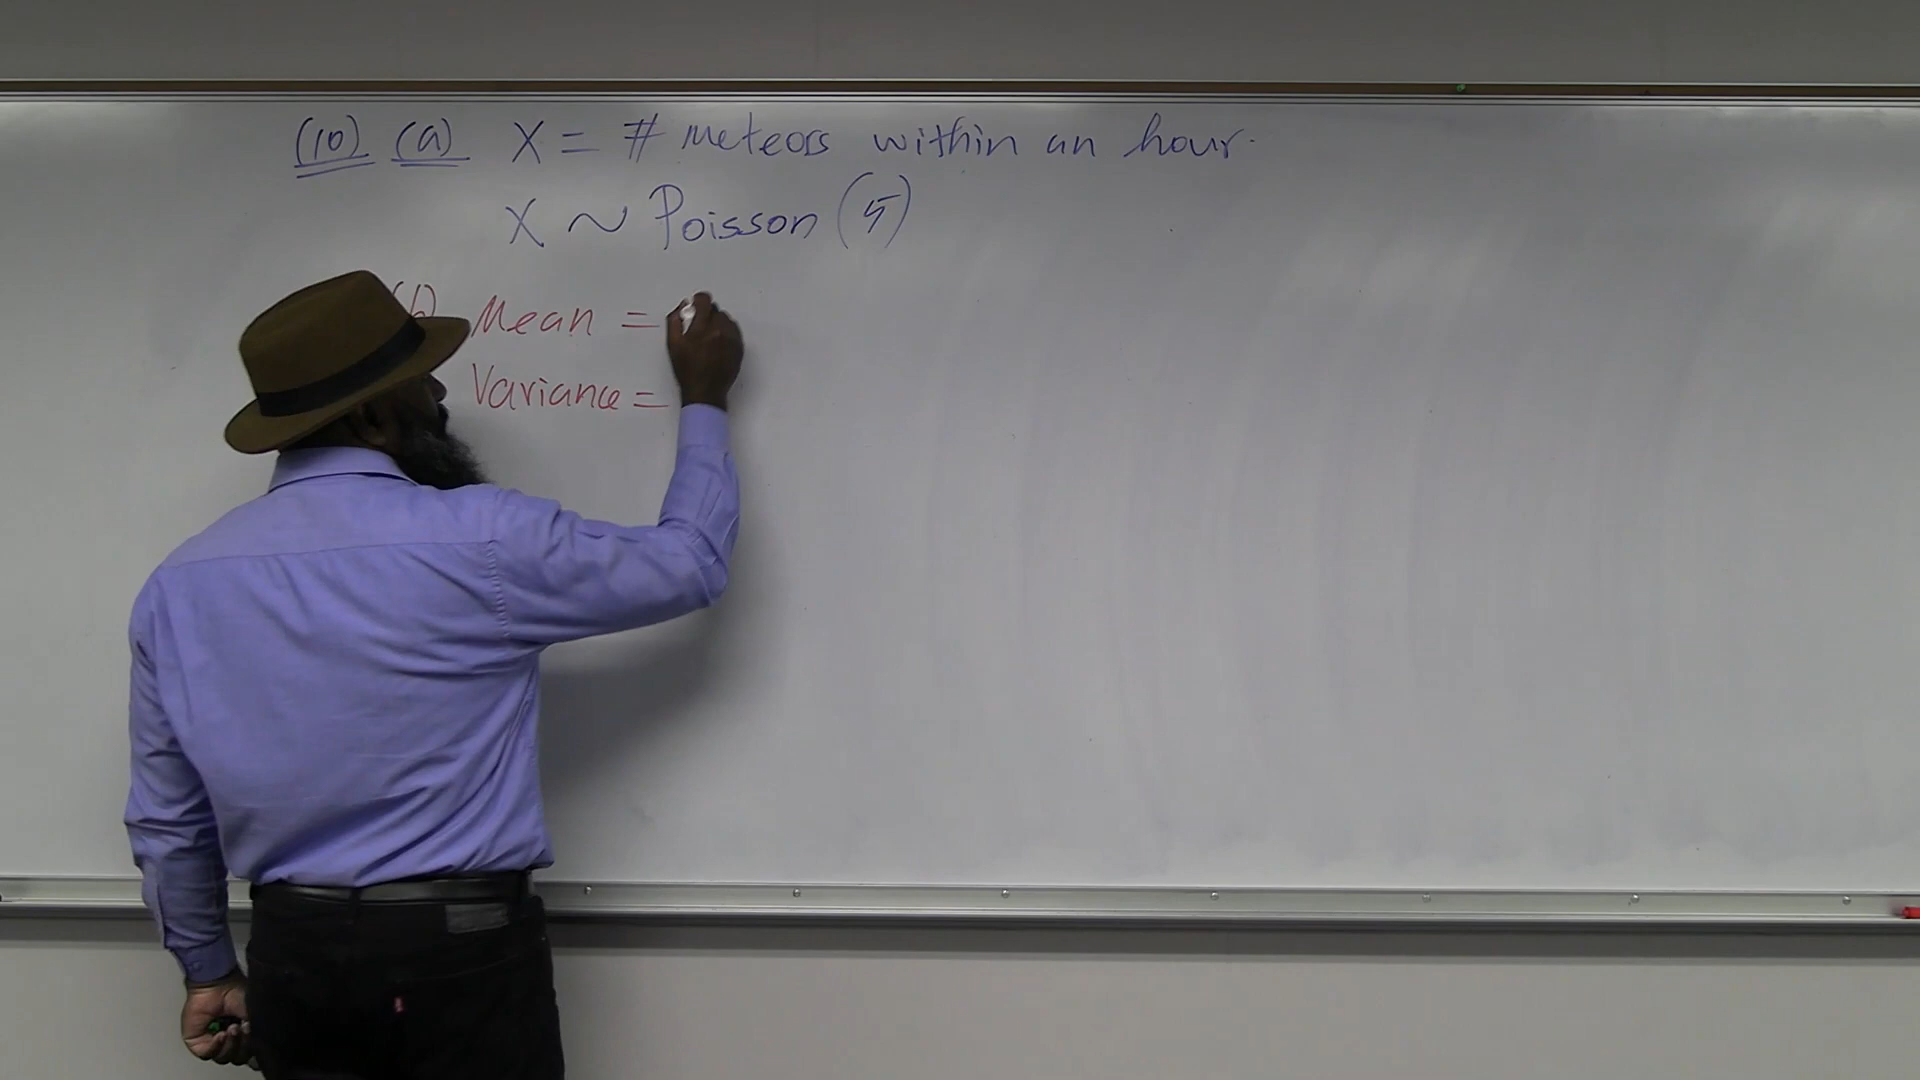 (10) (a) X = # Meteors within an hour.
X ~ Poisson (5)
(b) Mean =
Variance =